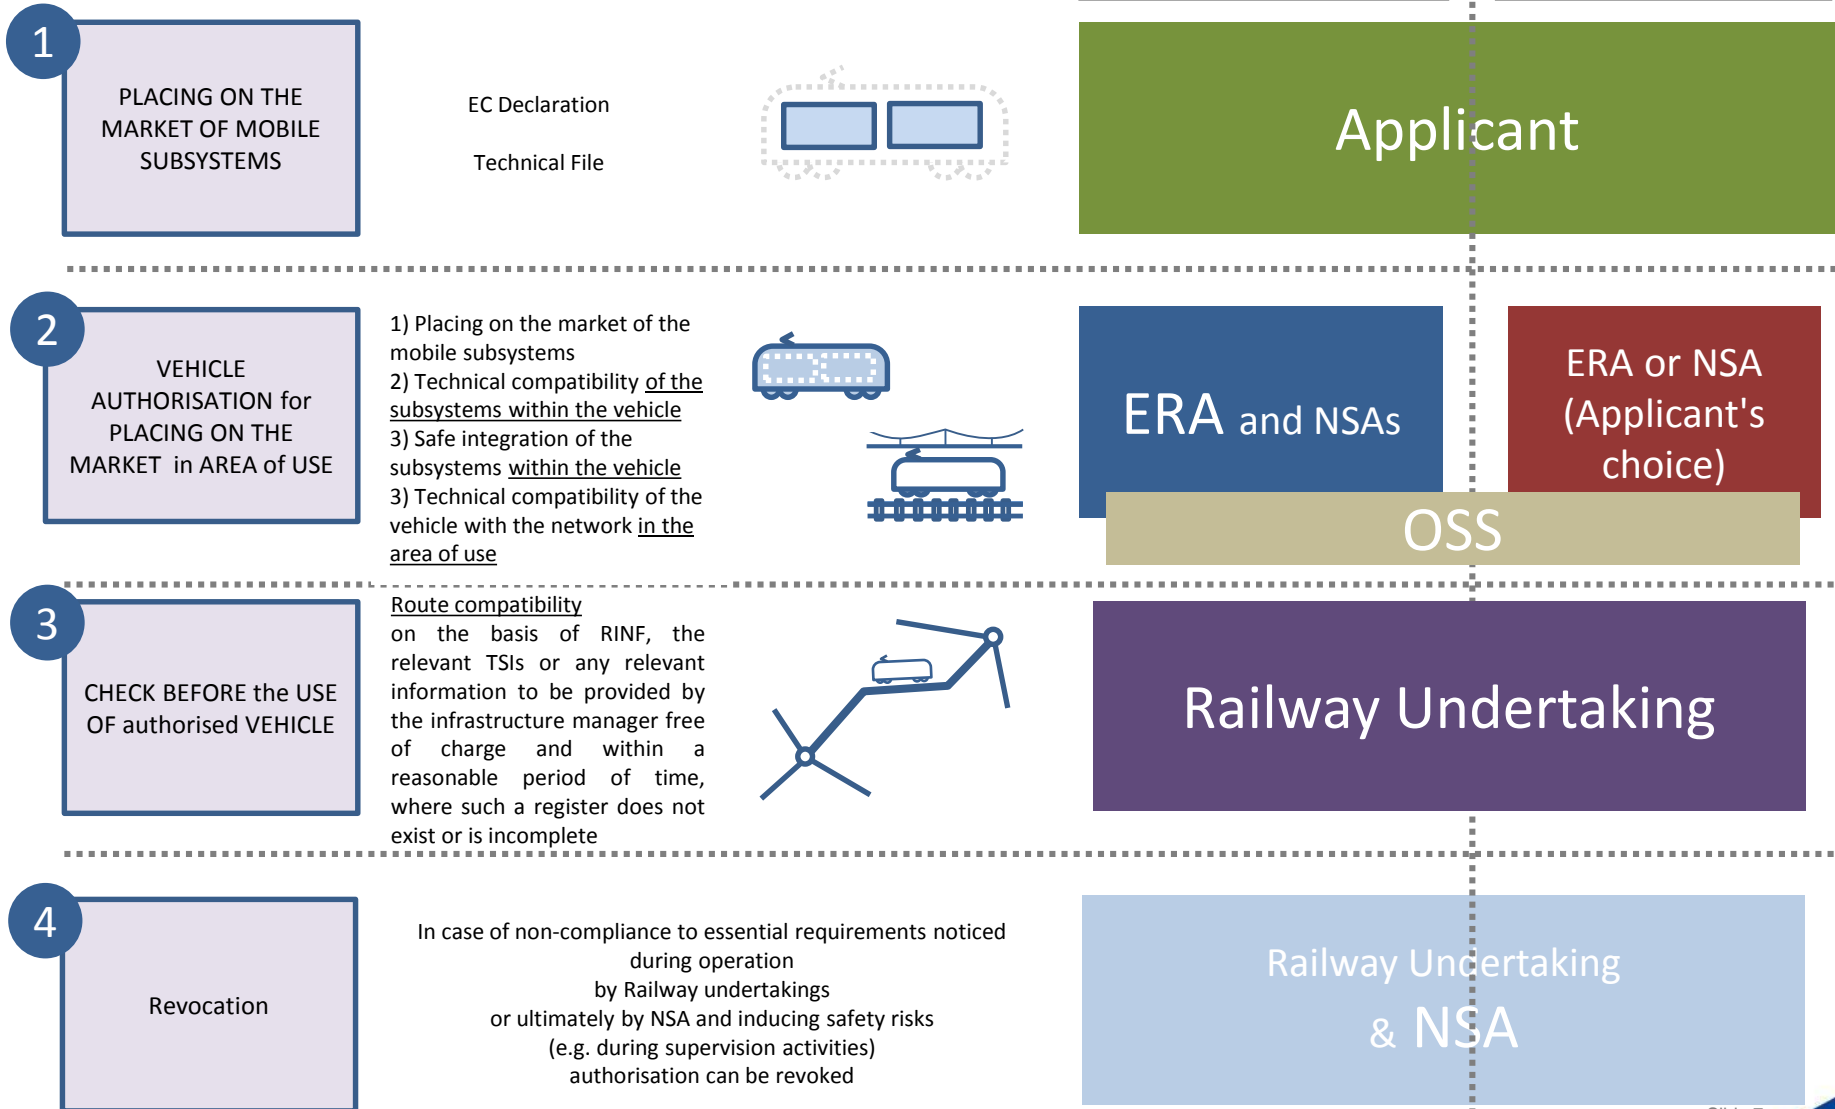 1
PLACING ON THE
MARKET OF MOBILE
SUBSYSTEMS
EC Declaration
Technical File
Applicant
2
VEHICLE
AUTHORISATION for
PLACING ON THE
MARKET in AREA of USE
1) Placing on the market of the
mobile subsystems
2) Technical compatibility of the
subsystems within the vehicle
3) Safe integration of the
subsystems within the vehicle
3) Technical compatibility of the
vehicle with the network in the
area of use
ERA and NSAs
ERA or NSA
(Applicant's
choice)
OSS
3
CHECK BEFORE the USE
OF authorised VEHICLE
Route compatibility
on the basis of RINF, the
relevant TSIs or any relevant
information to be provided by
the infrastructure manager free
of charge and within a
reasonable period of time,
where such a register does not
exist or is incomplete
Railway Undertaking
4
Revocation
In case of non-compliance to essential requirements noticed
during operation
by Railway undertakings
or ultimately by NSA and inducing safety risks
(e.g. during supervision activities)
authorisation can be revoked
Railway Undertaking
& NSA